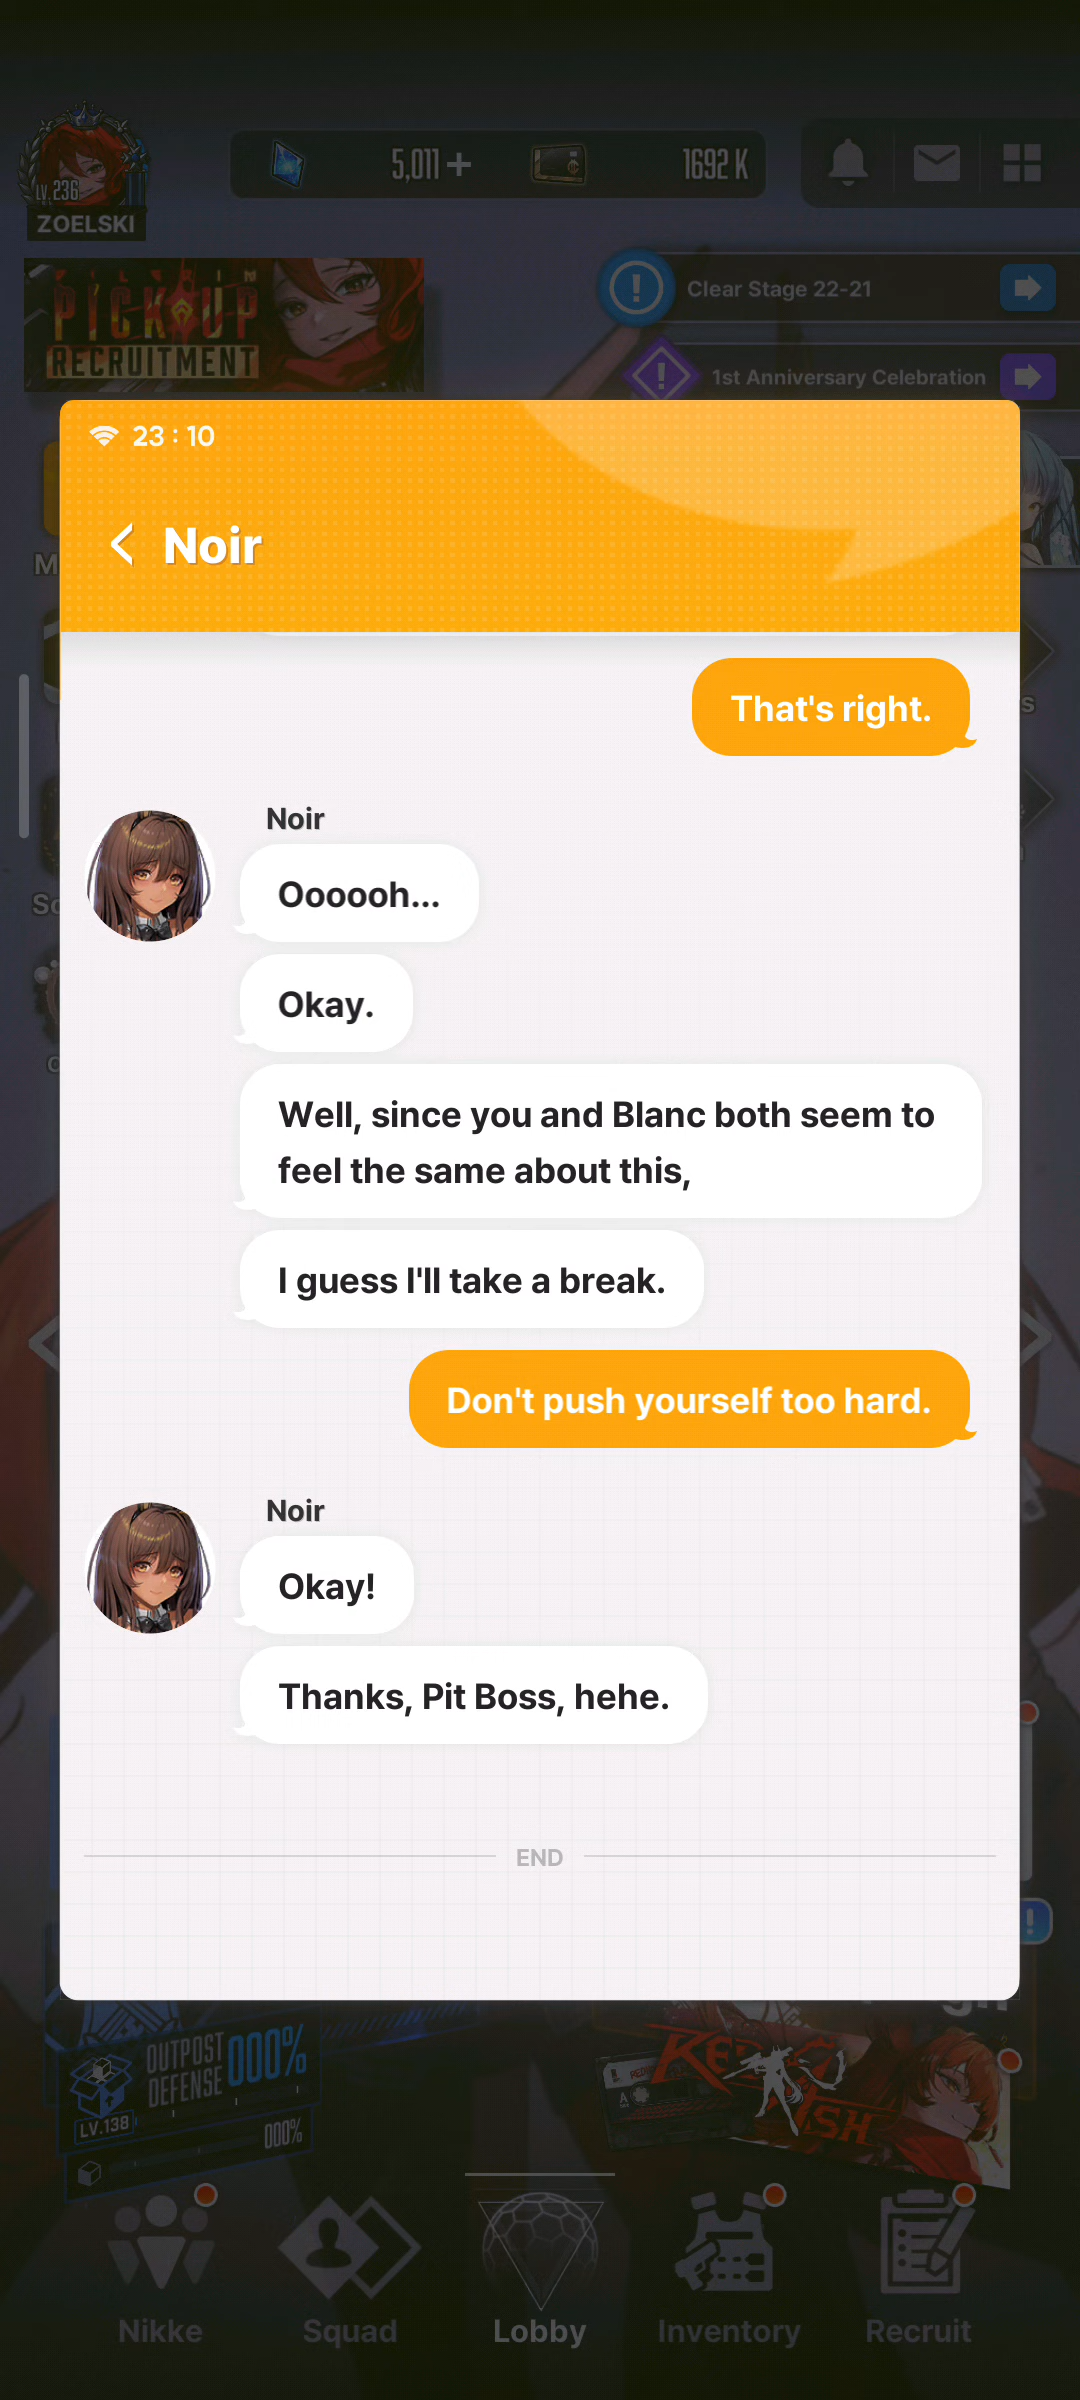 5,011
1692 K
LV.236
ZOELSKI
PICK UP
RECRUITMENT
Clear Stage 22-21
1st Anniversary Celebration
23 : 10
Noir
That's right.
Noir
Oooooh...
Okay.
Well, since you and Blanc both seem to
feel the same about this,
I guess I'll take a break.
Don't push yourself too hard.
Noir
Okay!
Thanks, Pit Boss, hehe.
END
OUTPOST
DEFENSE
000%
LV.138
000%
RED
ASH
Nikke
Squad
Lobby
Inventory
Recruit